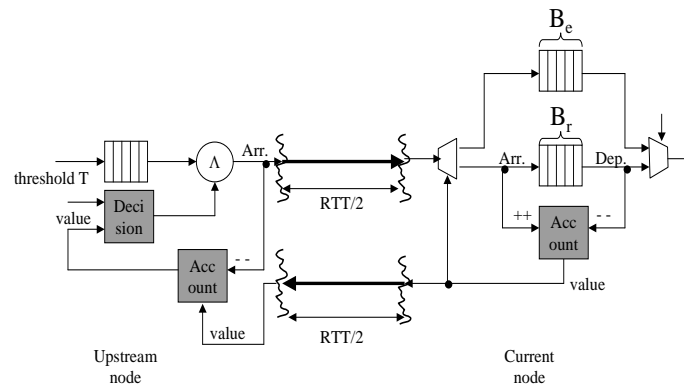 B_e
B_r
Λ
Arr.
Arr.
Dep.
threshold T
Deci
sion
value
RTT/2
++
--
Acc
ount
--
Acc
ount
value
value
RTT/2
Upstream
node
Current
node